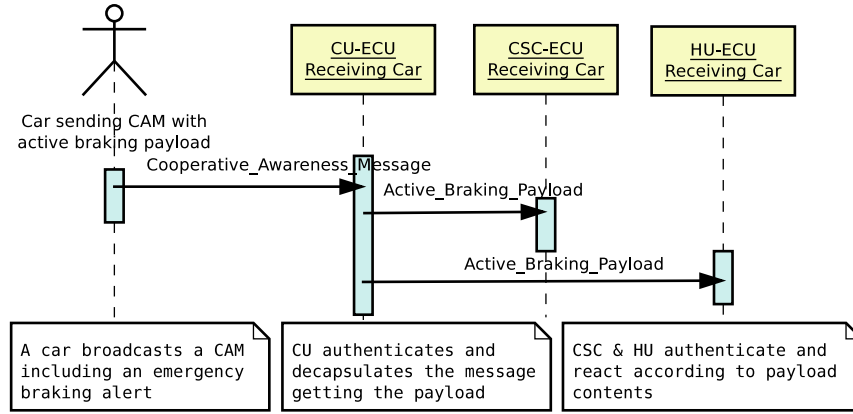 CU-ECU
Receiving Car
CSC-ECU
Receiving Car
HU-ECU
Receiving Car
Car sending CAM with
active braking payload
Cooperative_Awareness_Message
Active_Braking_Payload
Active_Braking_Payload
A car broadcasts a CAM
including an emergency
braking alert
CU authenticates and
decapsulates the message
getting the payload
CSC & HU authenticate and
react according to payload
contents